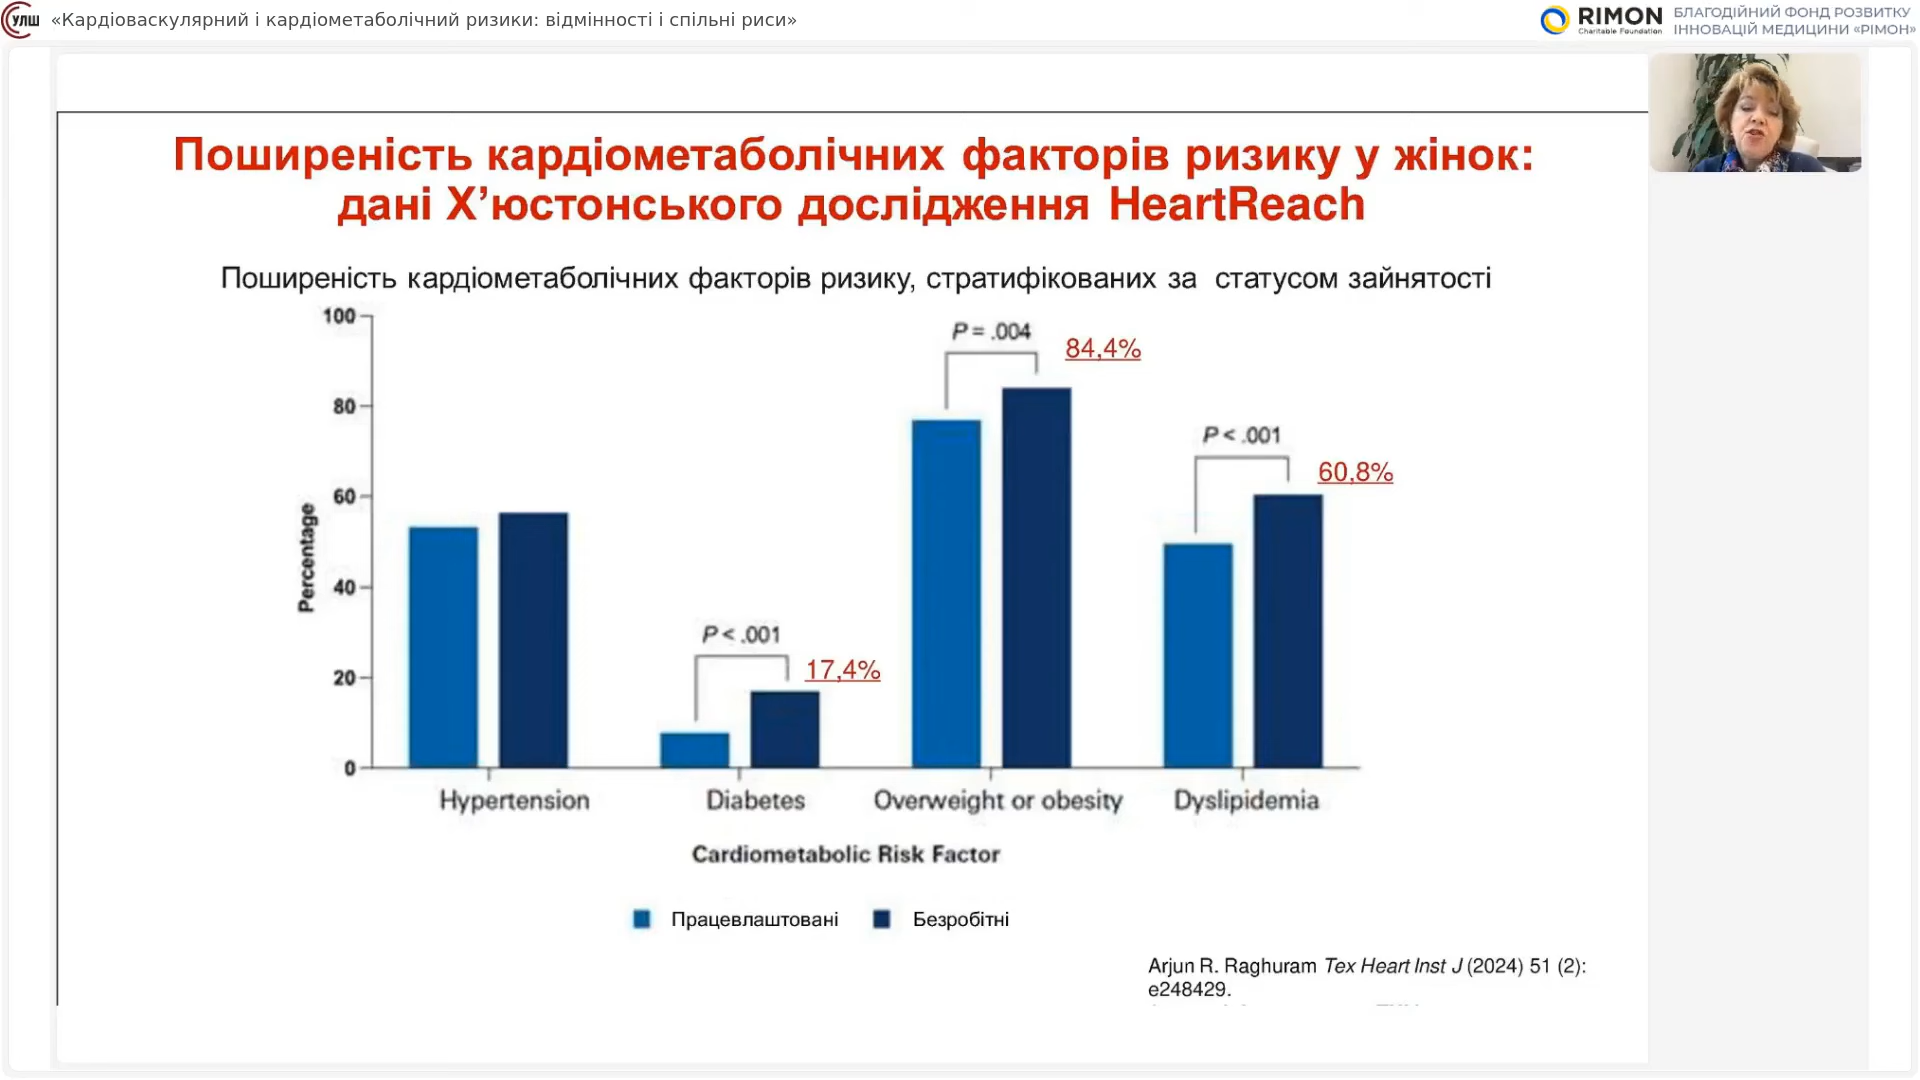 УЛШ «Кардіоваскулярний і кардіометаболічний ризики: відмінності і спільні риси»
RIMON
Charitable Foundation
БЛАГОДІЙНИЙ ФОНД РОЗВИТКУ
ІННОВАЦІЙ МЕДИЦИНИ «РІМОН»
Поширеність кардіометаболічних факторів ризику у жінок:
дані Х’юстонського дослідження HeartReach
Поширеність кардіометаболічних факторів ризику, стратифікованих за статусом зайнятості
100
80
60
40
20
0
Percentage
P = .004
84,4%
P < .001
60,8%
P < .001
17,4%
Hypertension
Diabetes
Overweight or obesity
Dyslipidemia
Cardiometabolic Risk Factor
Працевлаштовані
Безробітні
Arjun R. Raghuram Tex Heart Inst J (2024) 51 (2):
e248429.